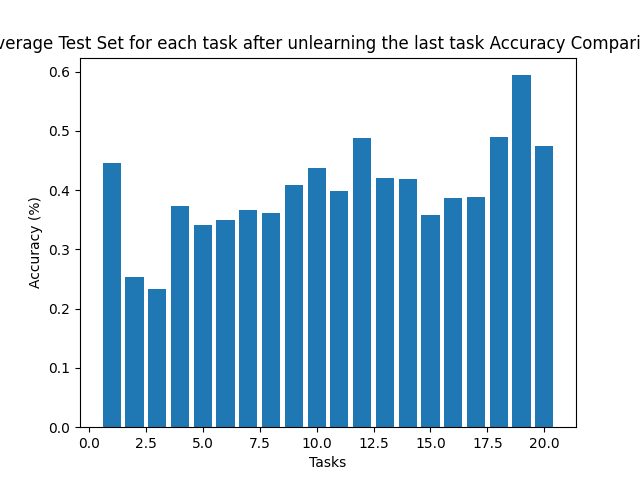 verage Test Set for each task after unlearning the last task Accuracy Compari
0.6
0.5
0.4
0.3
0.2
0.1
0.0
Accuracy (%)
0.0 2.5 5.0 7.5 10.0 12.5 15.0 17.5 20.0
Tasks